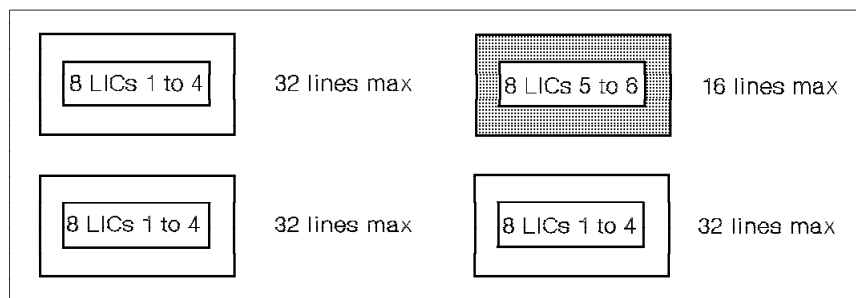 8 LICs 1 to 4 32 lines max 8 LICs 5 to 6 16 lines max
8 LICs 1 to 4 32 lines max 8 LICs 1 to 4 32 lines max